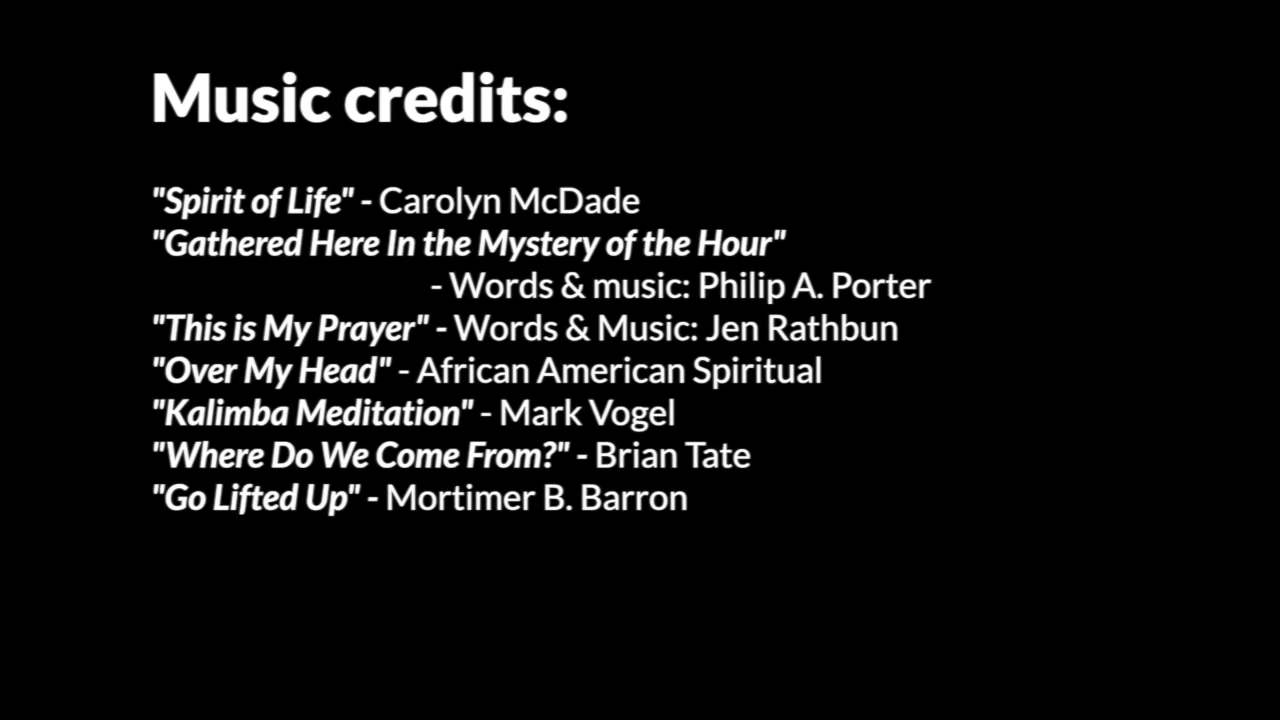 Music credits:
"Spirit of Life" - Carolyn McDade
"Gathered Here In the Mystery of the Hour"
- Words & music: Philip A. Porter
"This is My Prayer" - Words & Music: Jen Rathbun
"Over My Head" - African American Spiritual
"Kalimba Meditation" - Mark Vogel
"Where Do We Come From?" - Brian Tate
"Go Lifted Up" - Mortimer B. Barron